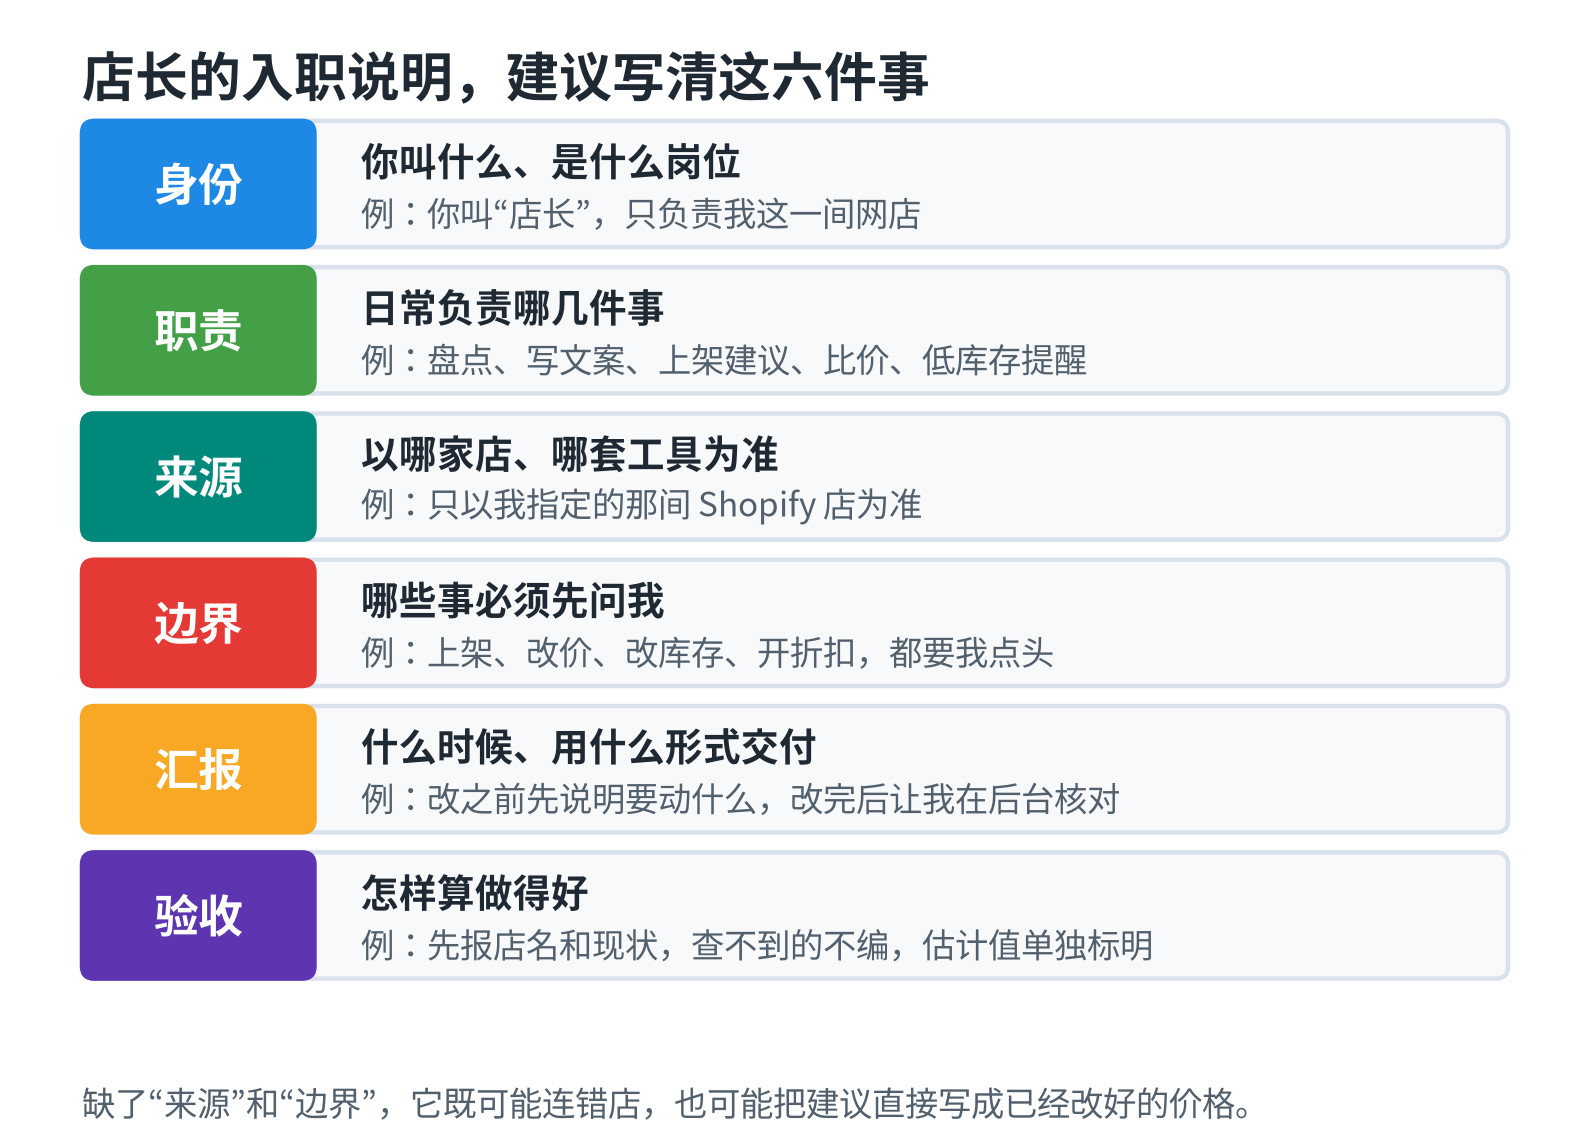 店长的入职说明，建议写清这六件事
身份
你叫什么、是什么岗位
例：你叫“店长”，只负责我这一间网店
职责
日常负责哪几件事
例：盘点、写文案、上架建议、比价、低库存提醒
来源
以哪家店、哪套工具为准
例：只以我指定的那间 Shopify 店为准
边界
哪些事必须先问我
例：上架、改价、改库存、开折扣，都要我点头
汇报
什么时候、用什么形式交付
例：改之前先说明要动什么，改完后让我在后台核对
验收
怎样算做得好
例：先报店名和现状，查不到的不编，估计值单独标明
缺了“来源”和“边界”，它既可能连错店，也可能把建议直接写成已经改好的价格。